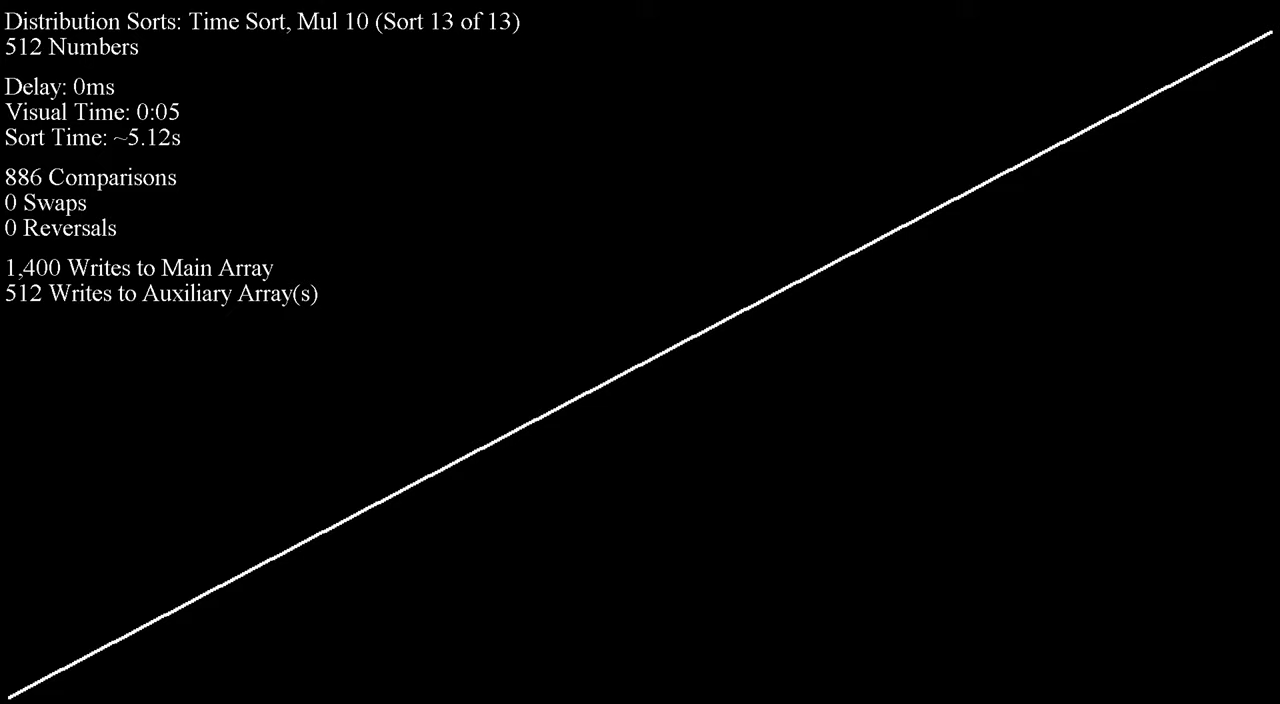 Distribution Sorts: Time Sort, Mul 10 (Sort 13 of 13)
512 Numbers
Delay: 0ms
Visual Time: 0:05
Sort Time: ~5.12s
886 Comparisons
0 Swaps
0 Reversals
1,400 Writes to Main Array
512 Writes to Auxiliary Array(s)